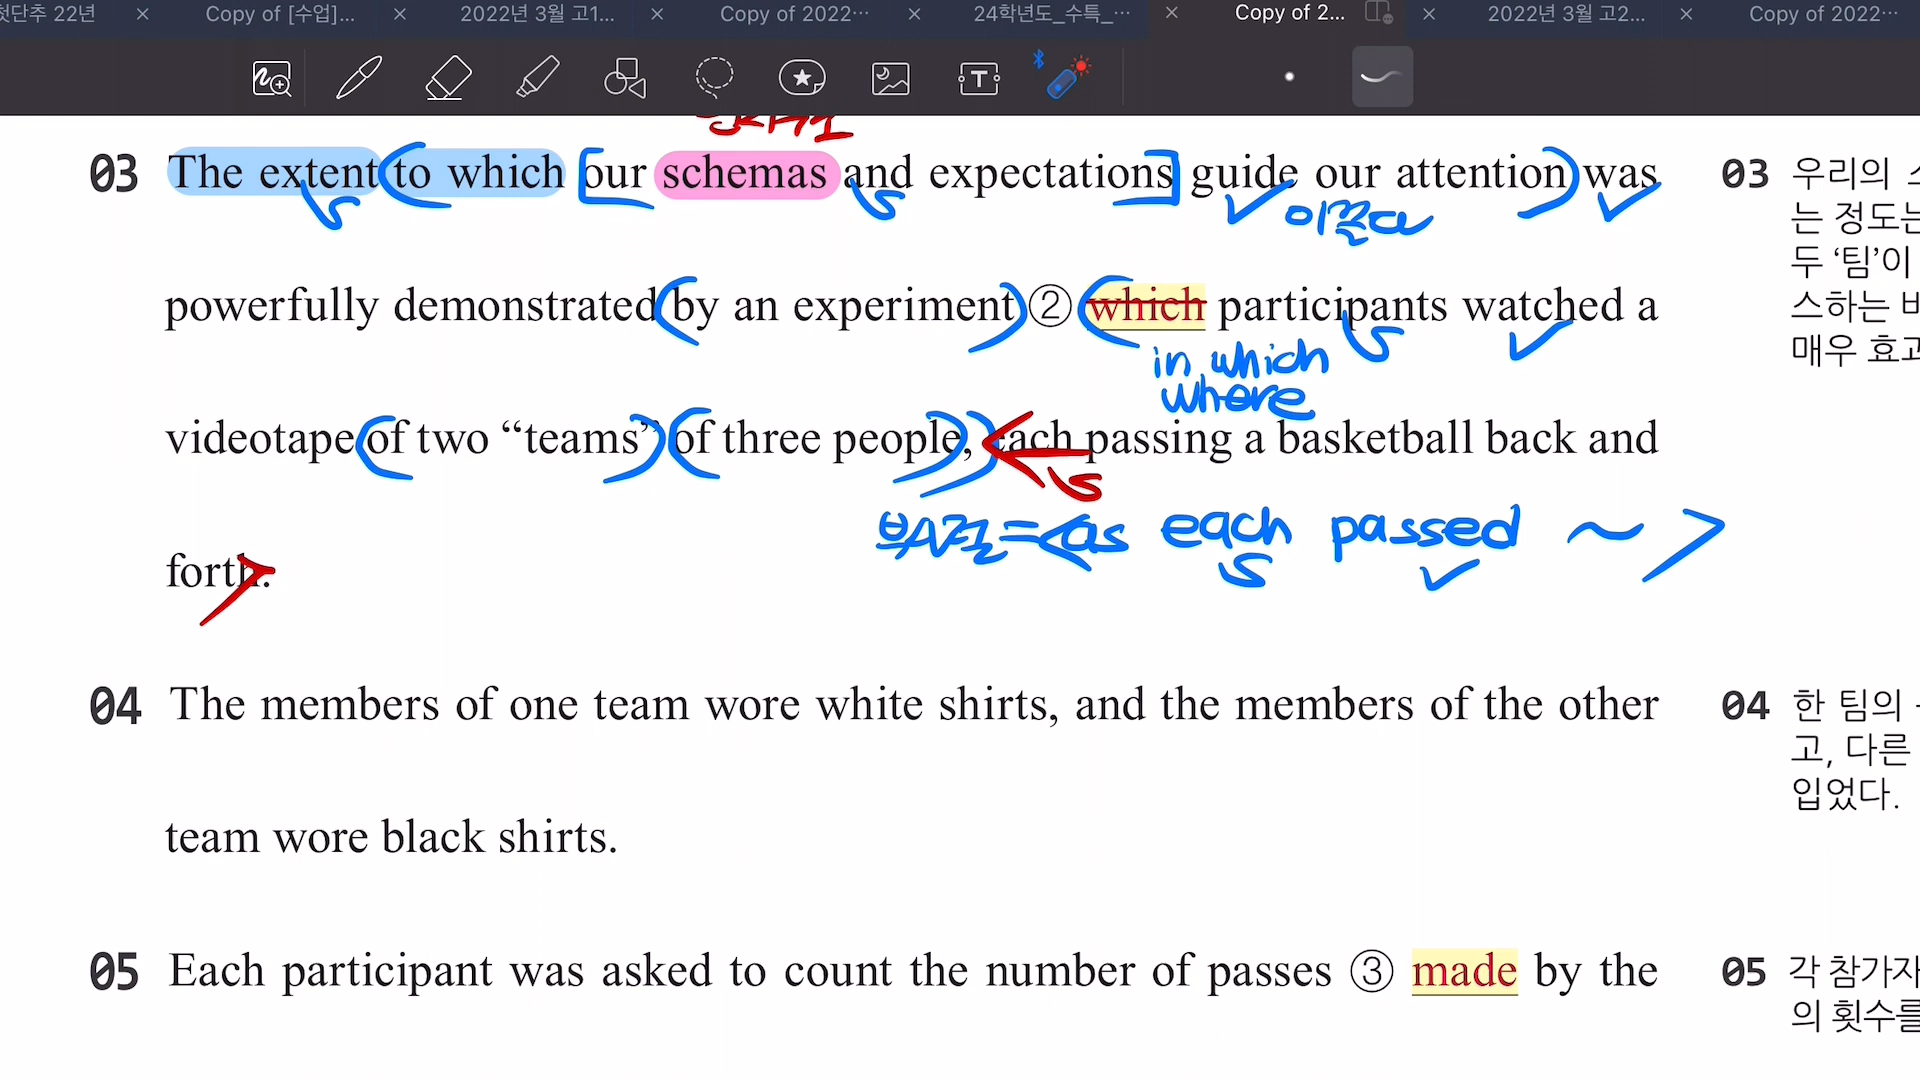 첫단추 22년 × Copy of [수업]... × 2022년 3월 고1... × Copy of 2022… × 24학년도_수특_… × Copy of 2... × 2022년 3월 고2... × Copy of 2022…
T
03 The extent to which our schemas and expectations guide our attention was
S S 이끌다
powerfully demonstrated by an experiment ② which participants watched a
S
in which
where
videotape of two “teams” of three people, each passing a basketball back and
S
부사절 = <as each passed ~ >
S
forth.
04 The members of one team wore white shirts, and the members of the other
team wore black shirts.
05 Each participant was asked to count the number of passes ③ made by the
03 우리의
는 정도는
두 ‘팀’이
스하는
매우
04 한 팀의
고, 다른
입었다.
05 각 참가자
의 횟수를